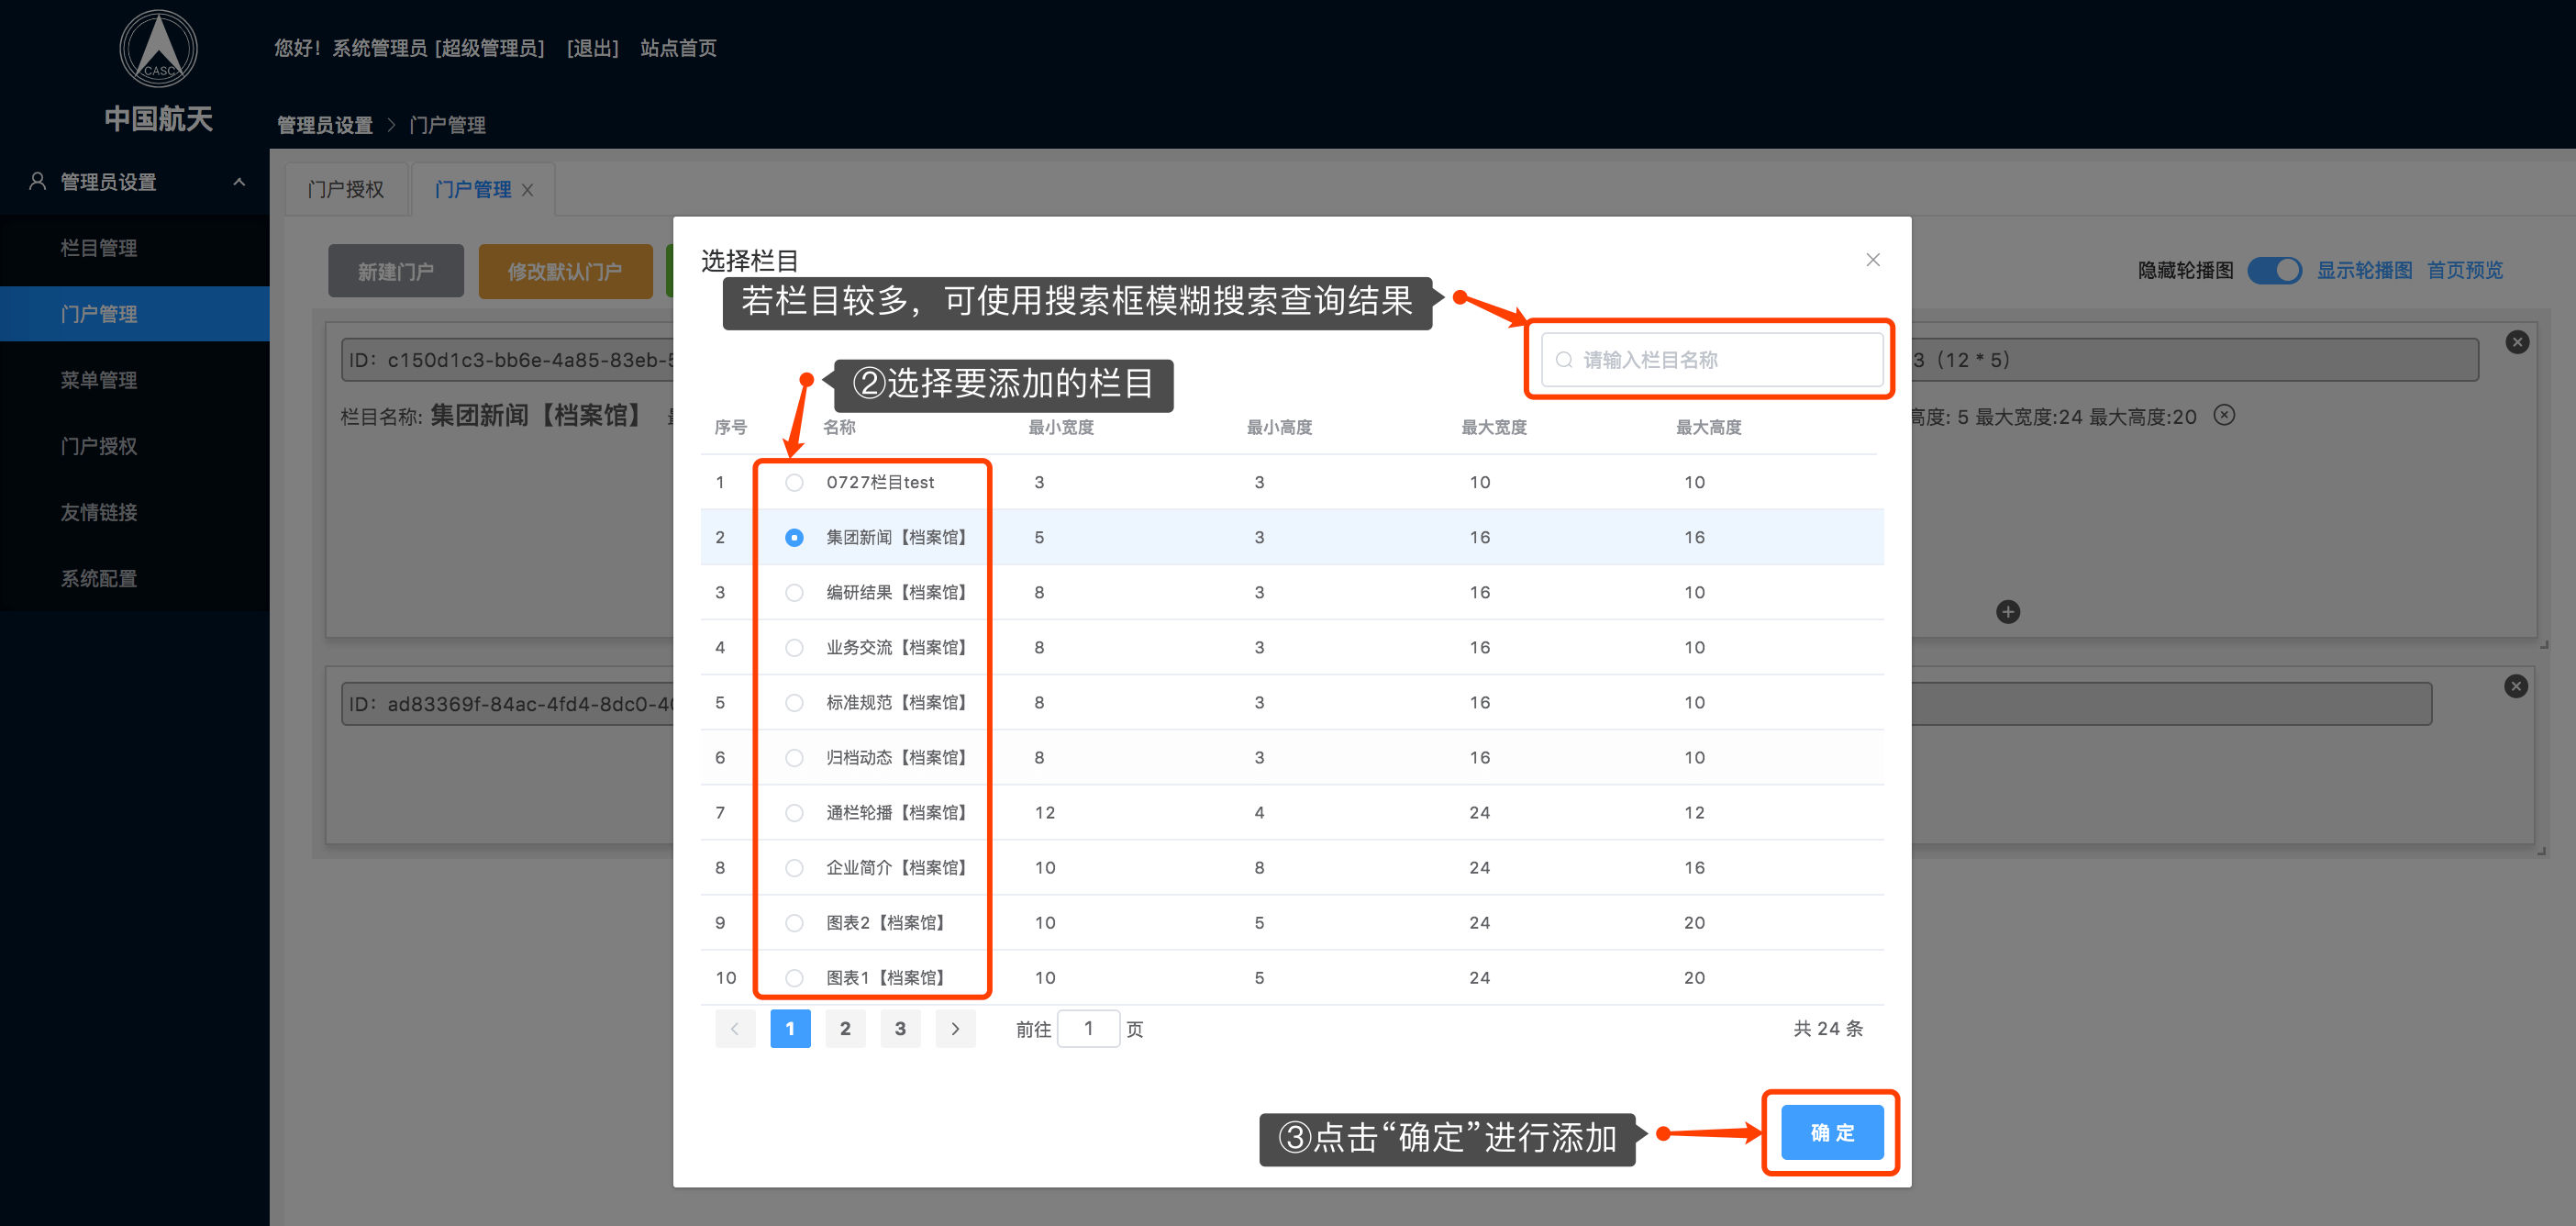 CASC
中国航天
您好！系统管理员 [超级管理员] [退出] 站点首页
管理员设置 > 门户管理
管理员设置
栏目管理
门户管理
菜单管理
门户授权
友情链接
系统配置
门户授权 门户管理
新建门户 修改默认门户
隐藏轮播图 显示轮播图 首页预览
ID：c150d1c3-bb6e-4a85-83eb-
3（12 * 5）
栏目名称: 集团新闻【档案馆】
高度: 5 最大宽度:24 最大高度:20
ID：ad83369f-84ac-4fd4-8dc0-4
选择栏目
若栏目较多，可使用搜索框模糊搜索查询结果
请输入栏目名称
②选择要添加的栏目
序号 名称 最小宽度 最小高度 最大宽度 最大高度
1 0727栏目test 3 3 10 10
2 集团新闻【档案馆】 5 3 16 16
3 编研结果【档案馆】 8 3 16 10
4 业务交流【档案馆】 8 3 16 10
5 标准规范【档案馆】 8 3 16 10
6 归档动态【档案馆】 8 3 16 10
7 通栏轮播【档案馆】 12 4 24 12
8 企业简介【档案馆】 10 8 24 16
9 图表2【档案馆】 10 5 24 20
10 图表1【档案馆】 10 5 24 20
1 2 3 前往 1 页 共 24 条
③点击“确定”进行添加
确 定